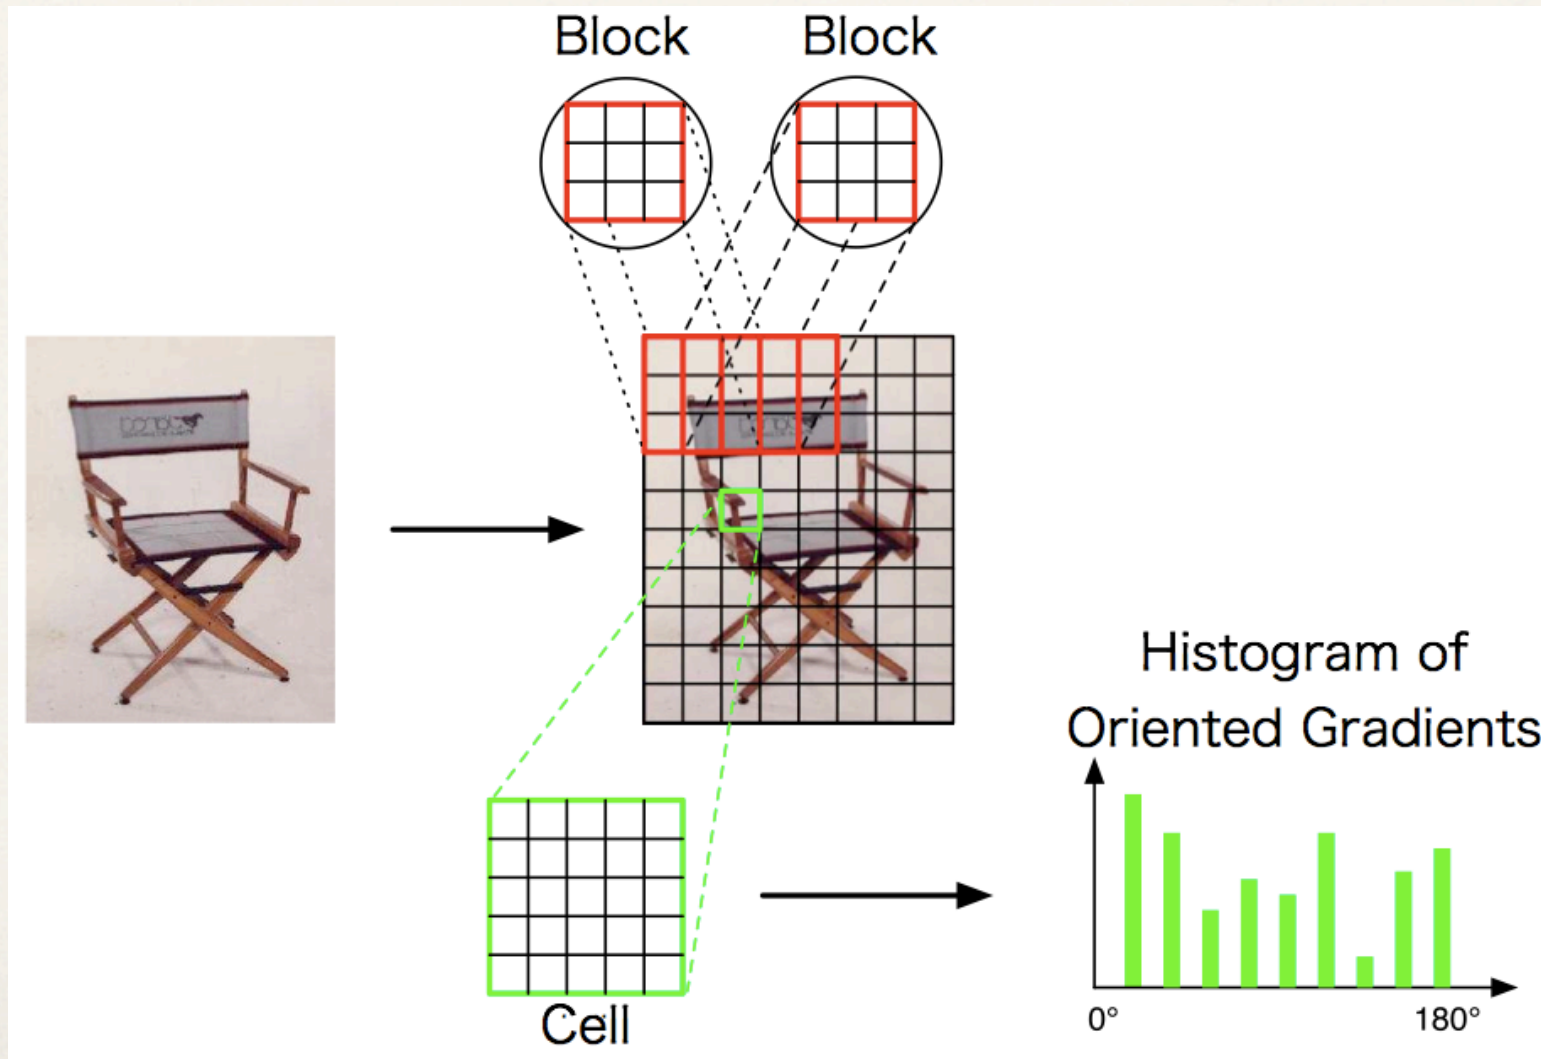 Block
Block
Histogram of
Oriented Gradients
0°
180°
Cell